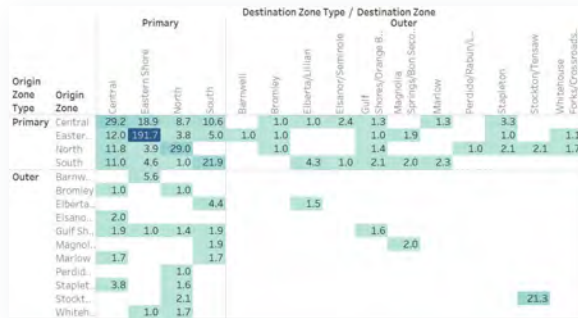 Destination Zone Type / Destination Zone
Primary Outer
Origin Zone Type Origin Zone Central Eastern Shore North South Barnwell Bromley Elberta/Lillian Elsanor/Seminole Gulf Shores/Orange B... Magnolia Springs/Bon Seco... Marlow Perdido/Rabun/L... Stapleton Stockton/Tensaw Whitehouse Forks/Crossroads...
Primary Central 29.2 18.9 8.7 10.6 1.0 1.0 2.4 1.3 1.3 3.3
Easter... 12.0 191.7 3.8 5.0 1.0 1.0 1.0 1.9 1.0 1.1
North 11.8 3.9 29.0 1.0 1.4 1.0 2.1 2.1 1.7
South 11.0 4.6 1.0 21.9 4.3 1.0 2.1 2.0 2.3
Outer Barnw... 5.6
Bromley 1.0 1.0
Elberta... 4.4 1.5
Elsano... 2.0
Gulf Sh... 1.9 1.0 1.4 1.9 1.6
Magnol... 1.9 2.0
Marlow 1.7 1.7
Perdid... 1.0
Staplet... 3.8 1.6
Stockt... 2.1 21.3
Whiteh... 1.0 1.7